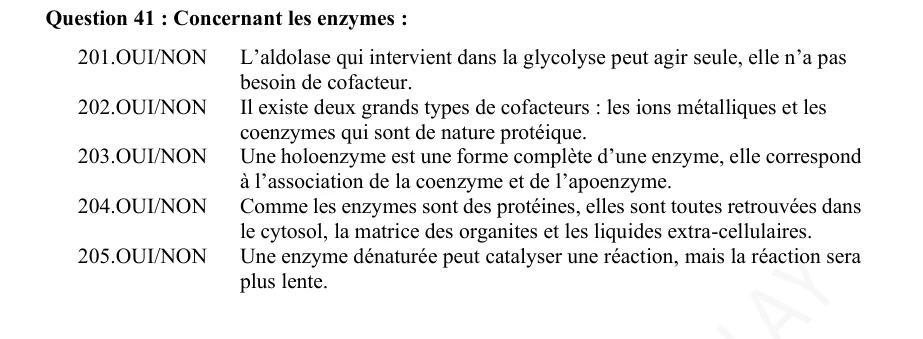 Question 41 : Concernant les enzymes :
201.OUI/NON L’aldolase qui intervient dans la glycolyse peut agir seule, elle n’a pas
besoin de cofacteur.
202.OUI/NON Il existe deux grands types de cofacteurs : les ions métalliques et les
coenzymes qui sont de nature protéique.
203.OUI/NON Une holoenzyme est une forme complète d’une enzyme, elle correspond
à l’association de la coenzyme et de l’apoenzyme.
204.OUI/NON Comme les enzymes sont des protéines, elles sont toutes retrouvées dans
le cytosol, la matrice des organites et les liquides extra-cellulaires.
205.OUI/NON Une enzyme dénaturée peut catalyser une réaction, mais la réaction sera
plus lente.